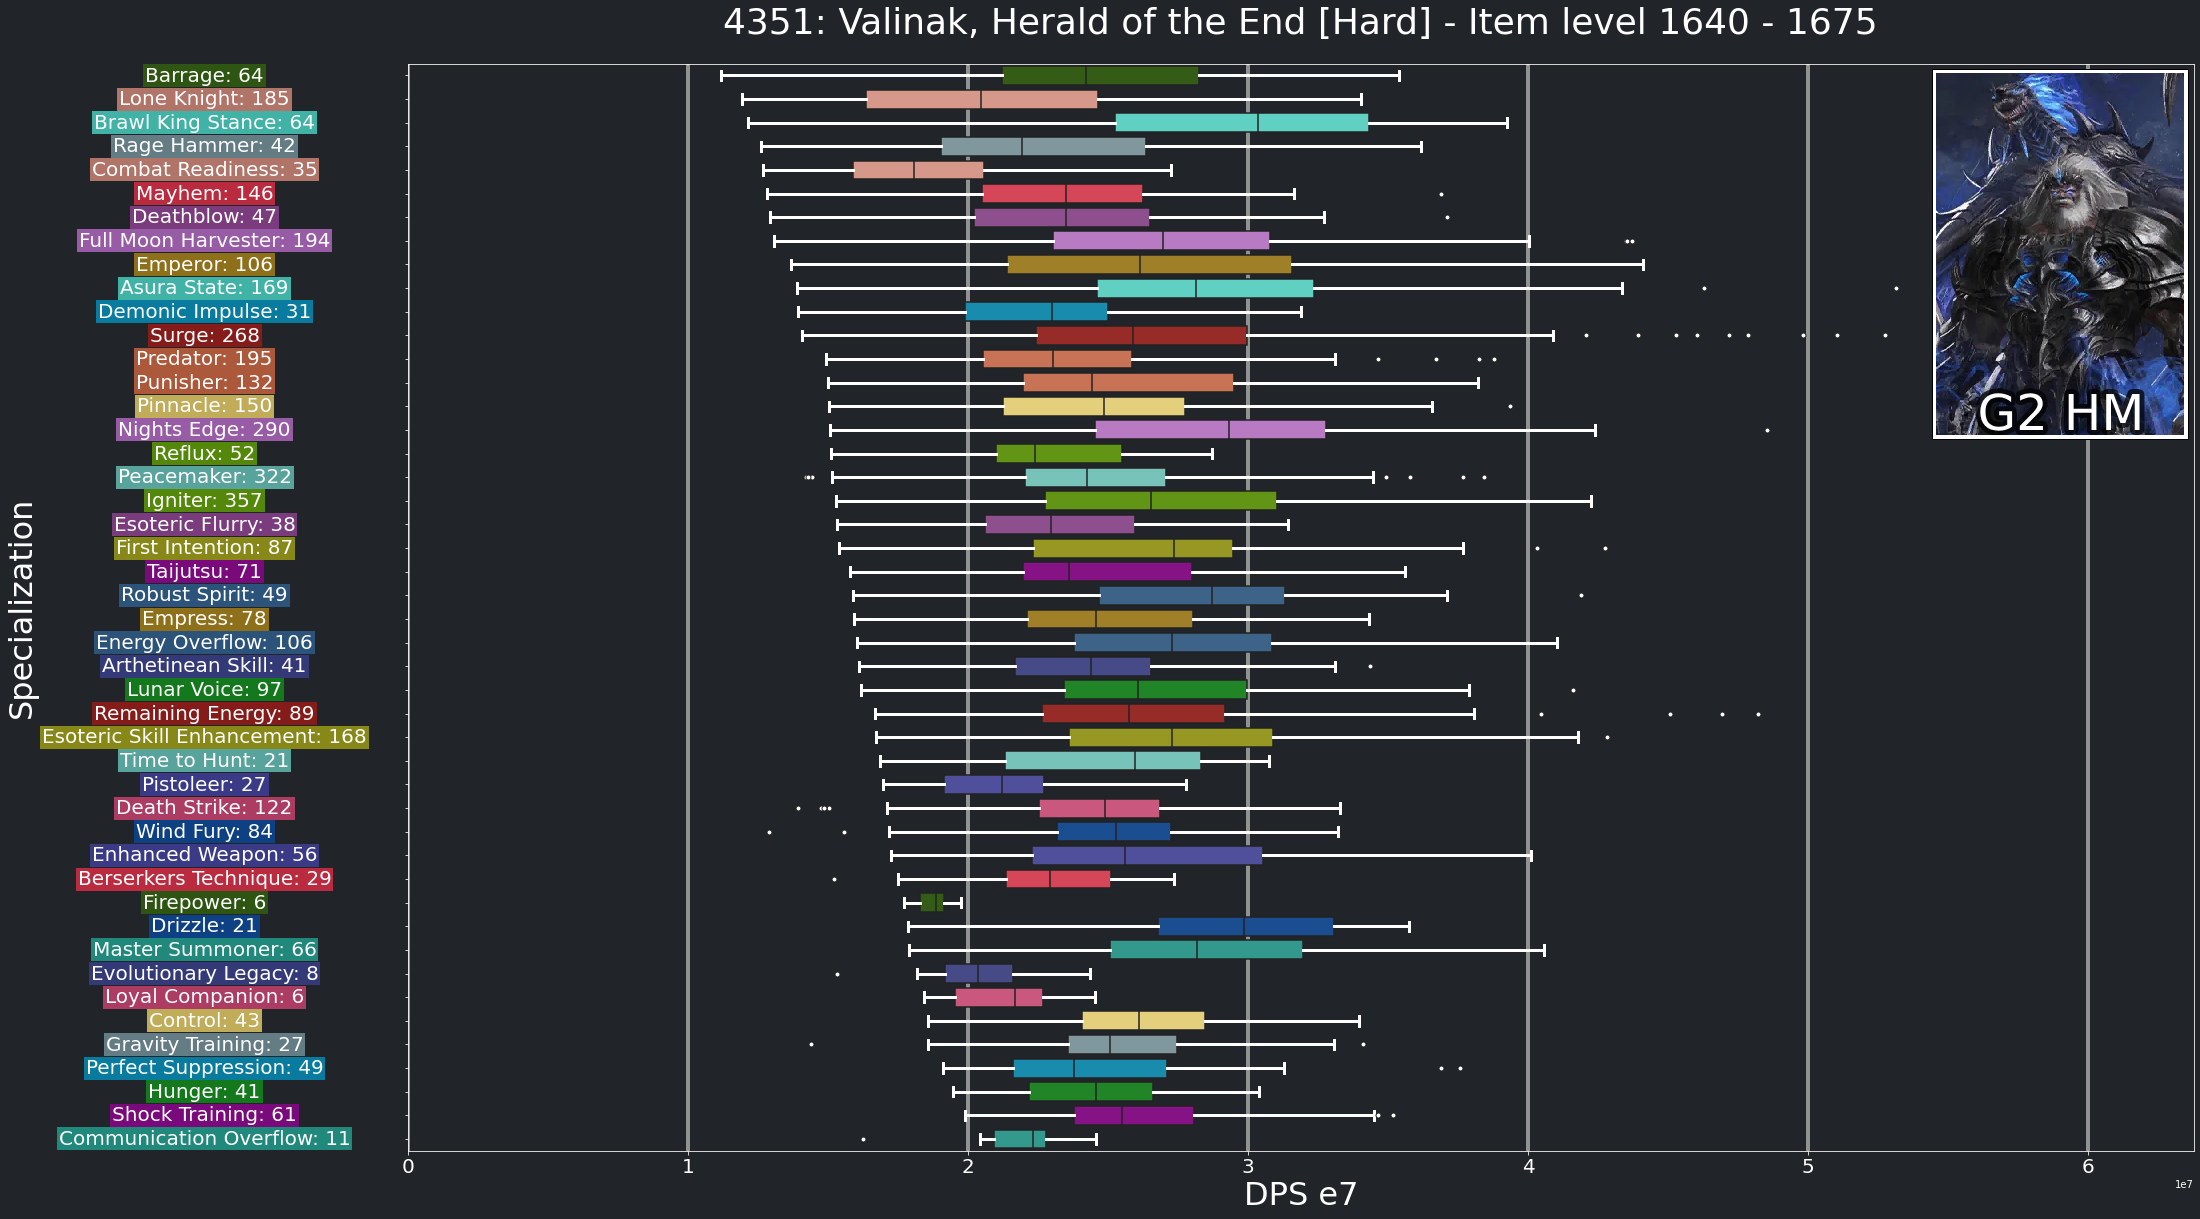 4351: Valinak, Herald of the End [Hard] - Item level 1640 - 1675
Barrage: 64
Lone Knight: 185
Brawl King Stance: 64
Rage Hammer: 42
Combat Readiness: 35
Mayhem: 146
Deathblow: 47
Full Moon Harvester: 194
Emperor: 106
Asura State: 169
Demonic Impulse: 31
Surge: 268
Predator: 195
Punisher: 132
Pinnacle: 150
Nights Edge: 290
Reflux: 52
Peacemaker: 322
Igniter: 357
Esoteric Flurry: 38
First Intention: 87
Taijutsu: 71
Robust Spirit: 49
Empress: 78
Energy Overflow: 106
Arthetinean Skill: 41
Lunar Voice: 97
Remaining Energy: 89
Esoteric Skill Enhancement: 168
Time to Hunt: 21
Pistoleer: 27
Death Strike: 122
Wind Fury: 84
Enhanced Weapon: 56
Berserkers Technique: 29
Firepower: 6
Drizzle: 21
Master Summoner: 66
Evolutionary Legacy: 8
Loyal Companion: 6
Control: 43
Gravity Training: 27
Perfect Suppression: 49
Hunger: 41
Shock Training: 61
Communication Overflow: 11
Specialization
G2 HM
0 1 2 3 4 5 6
DPS e7
1e7